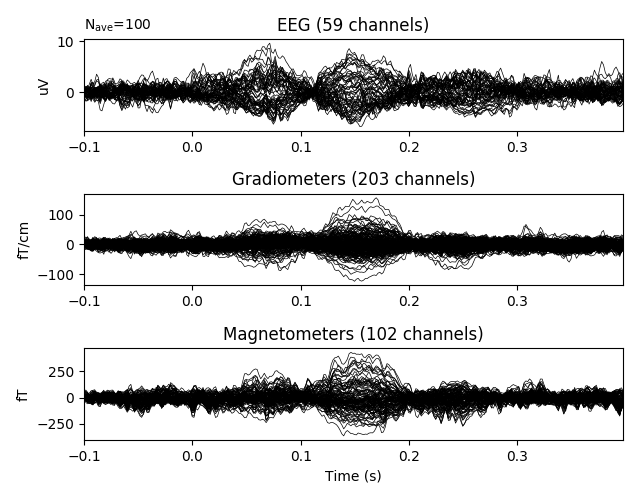 N_ave=100 EEG (59 channels)
10
0
uV
−0.1 0.0 0.1 0.2 0.3
Gradiometers (203 channels)
100
0
−100
fT/cm
−0.1 0.0 0.1 0.2 0.3
Magnetometers (102 channels)
250
0
−250
fT
−0.1 0.0 0.1 0.2 0.3
Time (s)